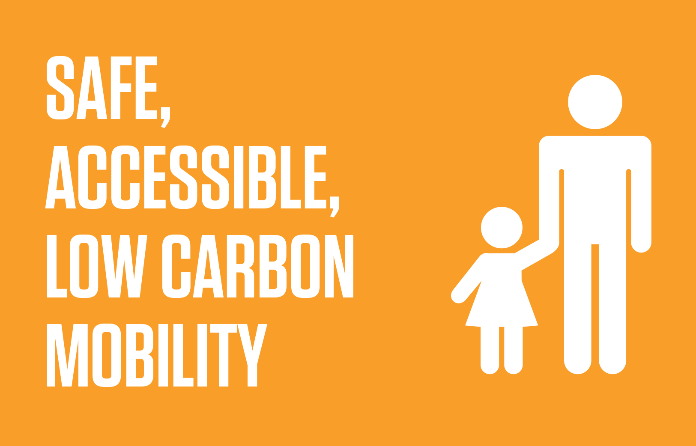 SAFE,
ACCESSIBLE,
LOW CARBON
MOBILITY